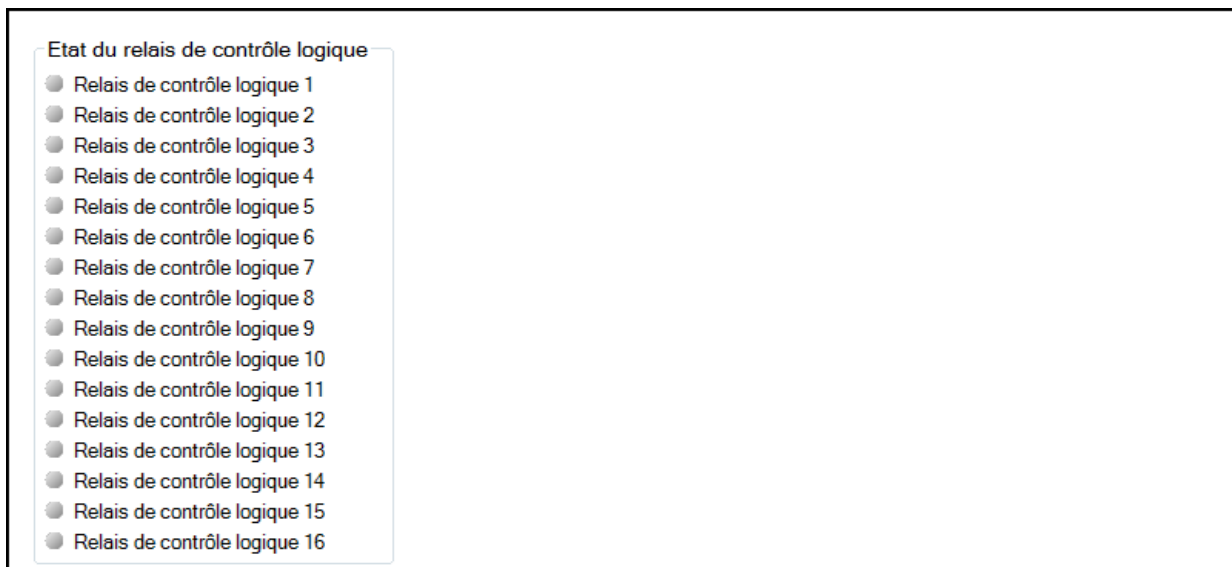 Etat du relais de contrôle logique
Relais de contrôle logique 1
Relais de contrôle logique 2
Relais de contrôle logique 3
Relais de contrôle logique 4
Relais de contrôle logique 5
Relais de contrôle logique 6
Relais de contrôle logique 7
Relais de contrôle logique 8
Relais de contrôle logique 9
Relais de contrôle logique 10
Relais de contrôle logique 11
Relais de contrôle logique 12
Relais de contrôle logique 13
Relais de contrôle logique 14
Relais de contrôle logique 15
Relais de contrôle logique 16